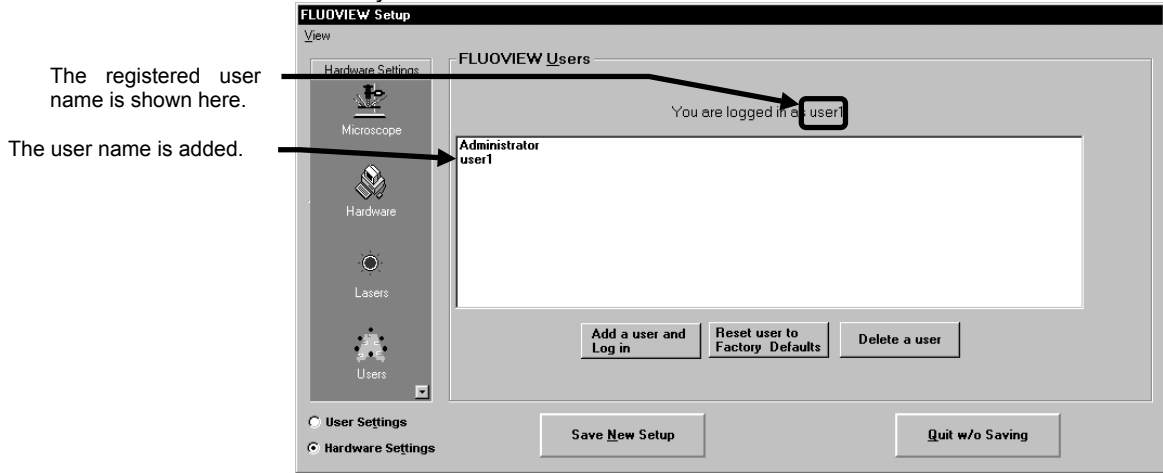 FLUOVIEW Setup
View
The registered user
name is shown here.
The user name is added.
Hardware Settings
Microscope
Hardware
Lasers
Users
FLUOVIEW Users
You are logged in as user1
Administrator
user1
Add a user and
Log in
Reset user to
Factory Defaults
Delete a user
User Settings
Hardware Settings
Save New Setup
Quit w/o Saving